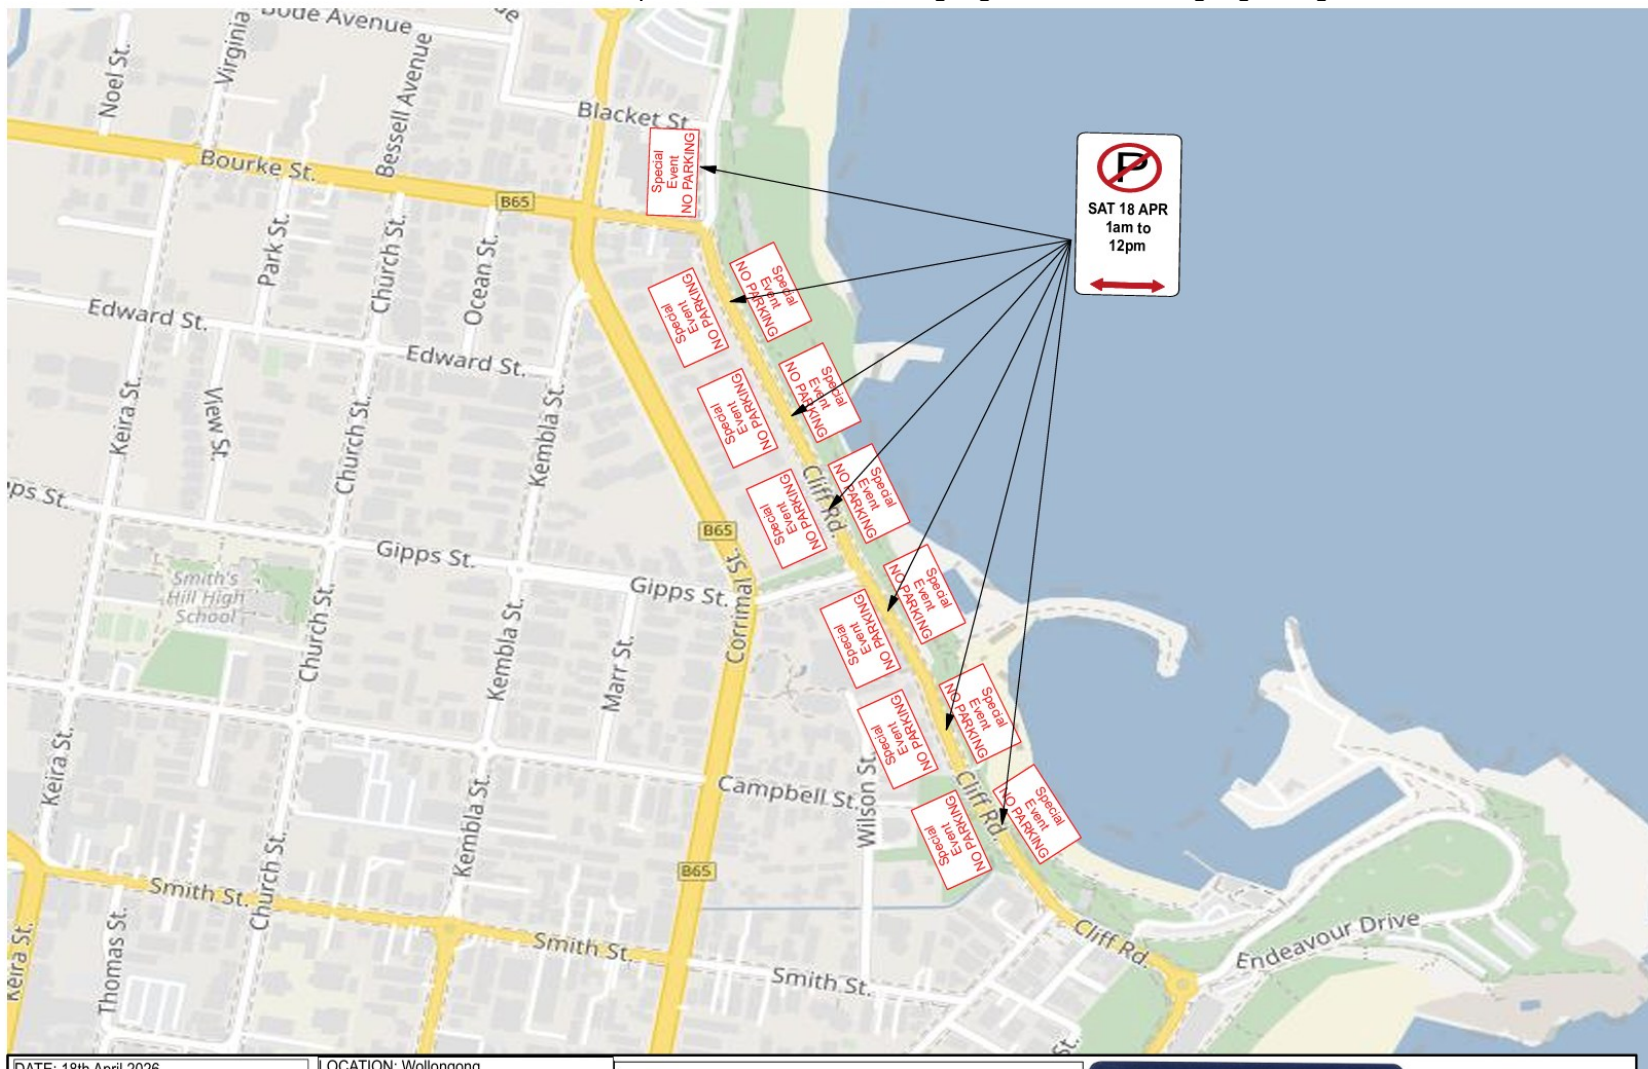 Bode Avenue
Noel St.
Virginia
Bessell Avenue
Blacket St
Bourke St.
B65
Special
Event
NO PARKING
SAT 18 APR
1am to
12pm
Park St.
Church St.
Ocean St.
Special
Event
NO PARKING
Special
Event
NO PARKING
Edward St.
Edward St.
Keira St.
View St.
Church St.
Kembla St.
Special
Event
NO PARKING
Special
Event
NO PARKING
Cliff Rd.
Special
Event
NO PARKING
Special
Event
NO PARKING
B65
Gipps St.
Gipps St.
Corrimal St.
Smith's
Hill High
School
Church St.
Kembla St.
Marr St.
Special
Event
NO PARKING
Special
Event
NO PARKING
Special
Event
NO PARKING
Special
Event
NO PARKING
Keira St.
Campbell St.
Wilson St.
Cliff Rd.
Special
Event
NO PARKING
Special
Event
NO PARKING
Kembla St.
Church St.
B65
Smith St.
Smith St.
Smith St.
Keira St.
Thomas St.
Cliff Rd.
Endeavour Drive
St.
DATE: 18th April 2026
LOCATION: Wollongong